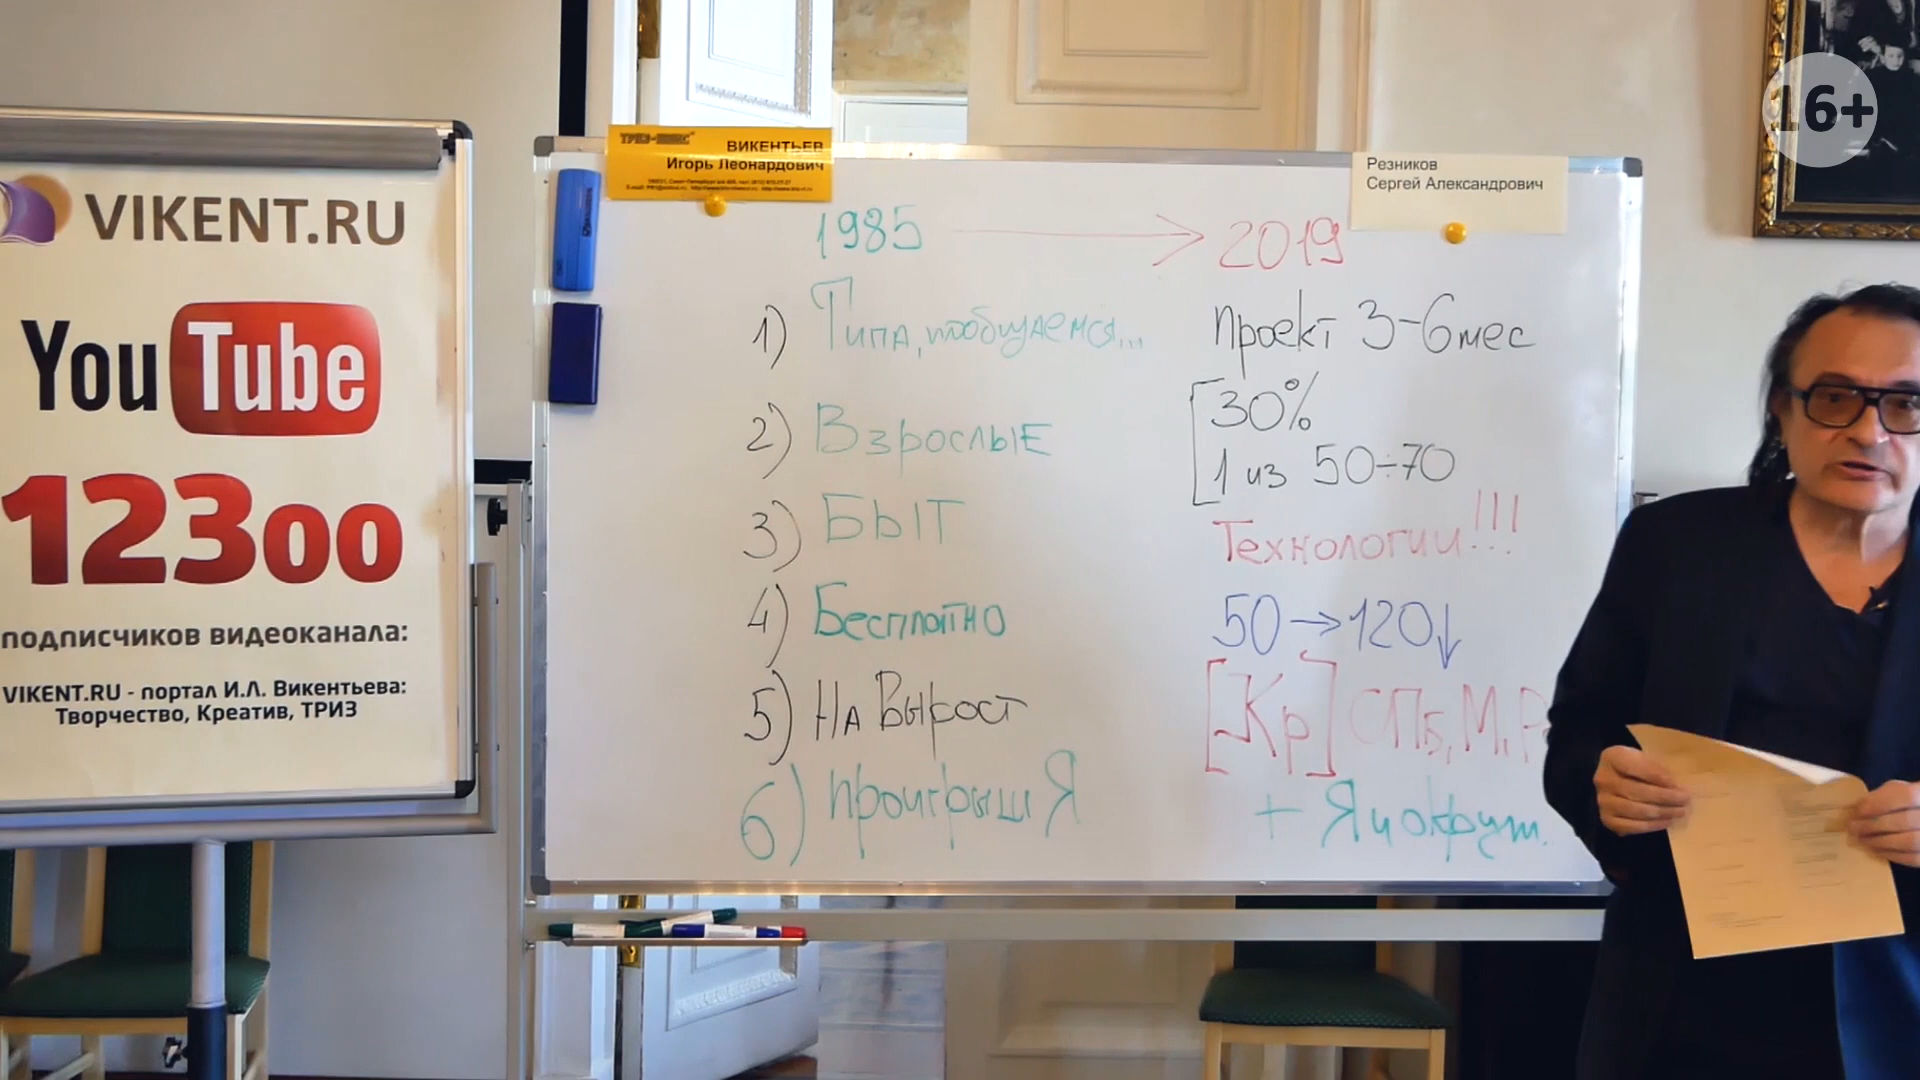 16+
VIKENT.RU
YouTube
12300
подписчиков видеоканала:
VIKENT.RU - портал И.Л. Викентьева:
Творчество, Креатив, ТРИЗ
ВИКЕНТЬЕВ
Игорь Леонардович
Резников
Сергей Александрович
1985 → 2019
1) Типа, пообщаемся... Проект 3-6 мес
2) Взрослые [30%
1 из 50÷70
3) БЫТ Технологии!!!
4) Бесплатно 50→120↓
5) На Вырост [Кр] СПб, М,
6) Проигрыш Я + Я и окруж.